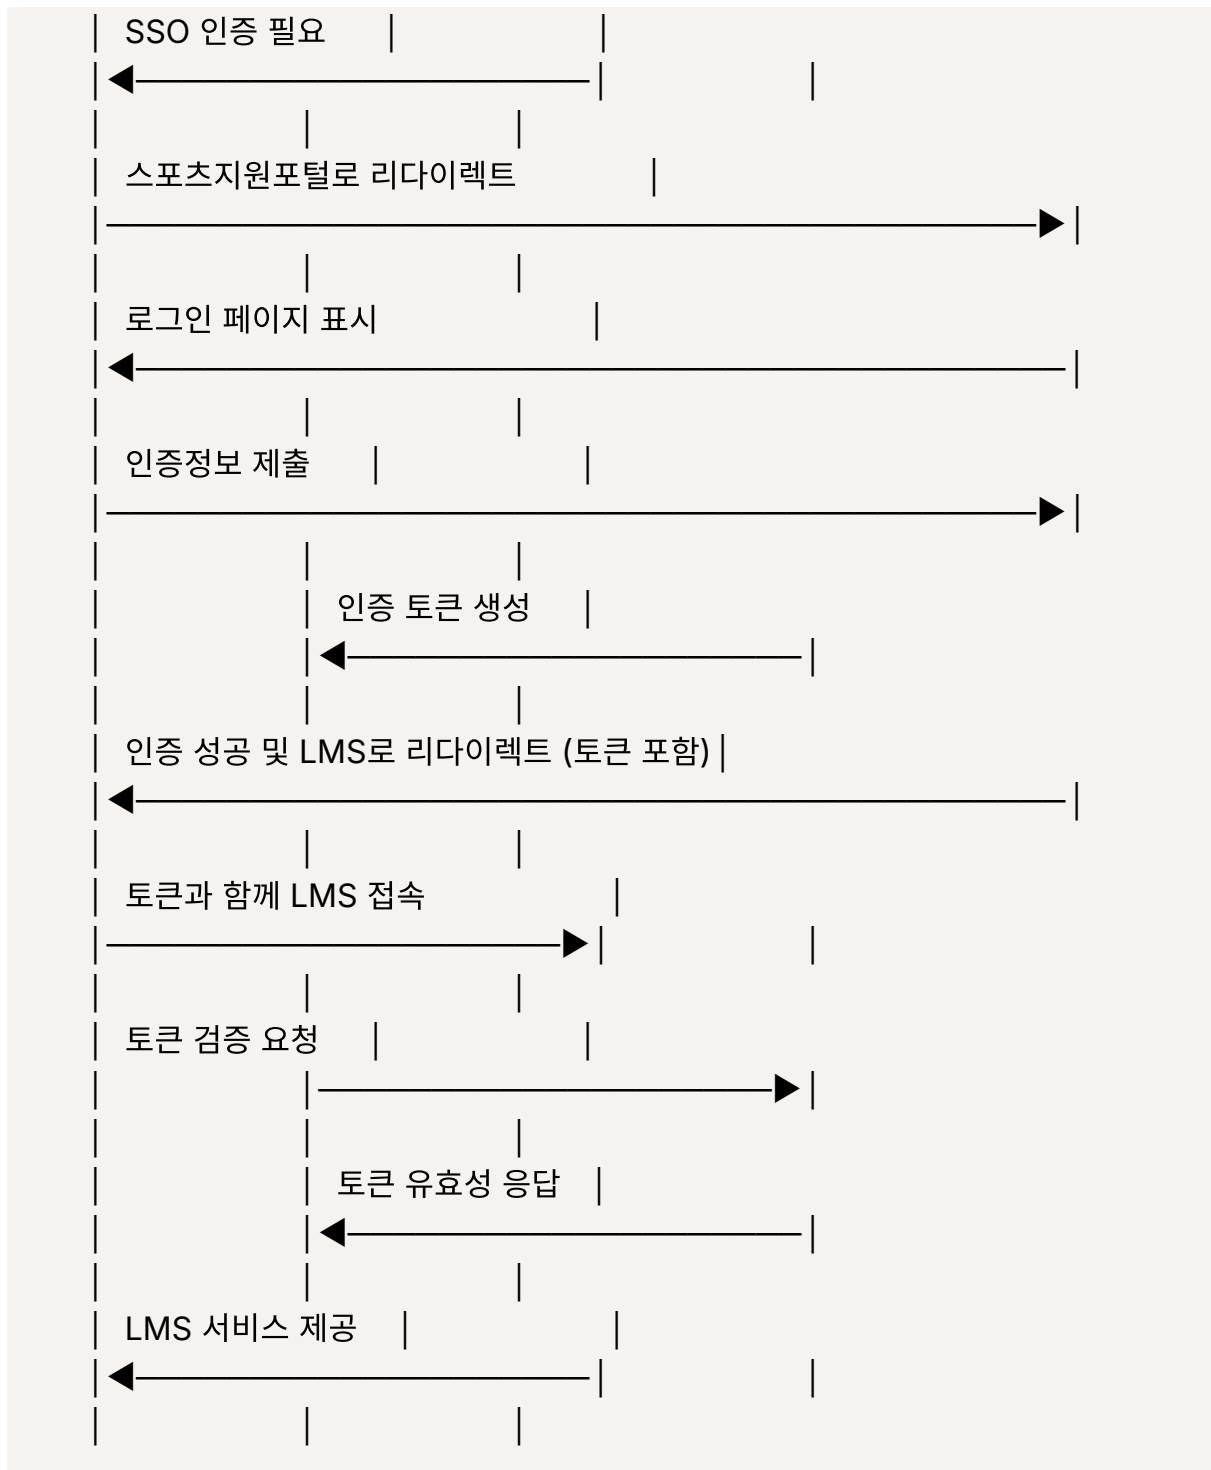 SSO 인증 필요
스포츠지원포털로 리다이렉트
로그인 페이지 표시
인증정보 제출
인증 토큰 생성
인증 성공 및 LMS로 리다이렉트 (토큰 포함)
토큰과 함께 LMS 접속
토큰 검증 요청
토큰 유효성 응답
LMS 서비스 제공